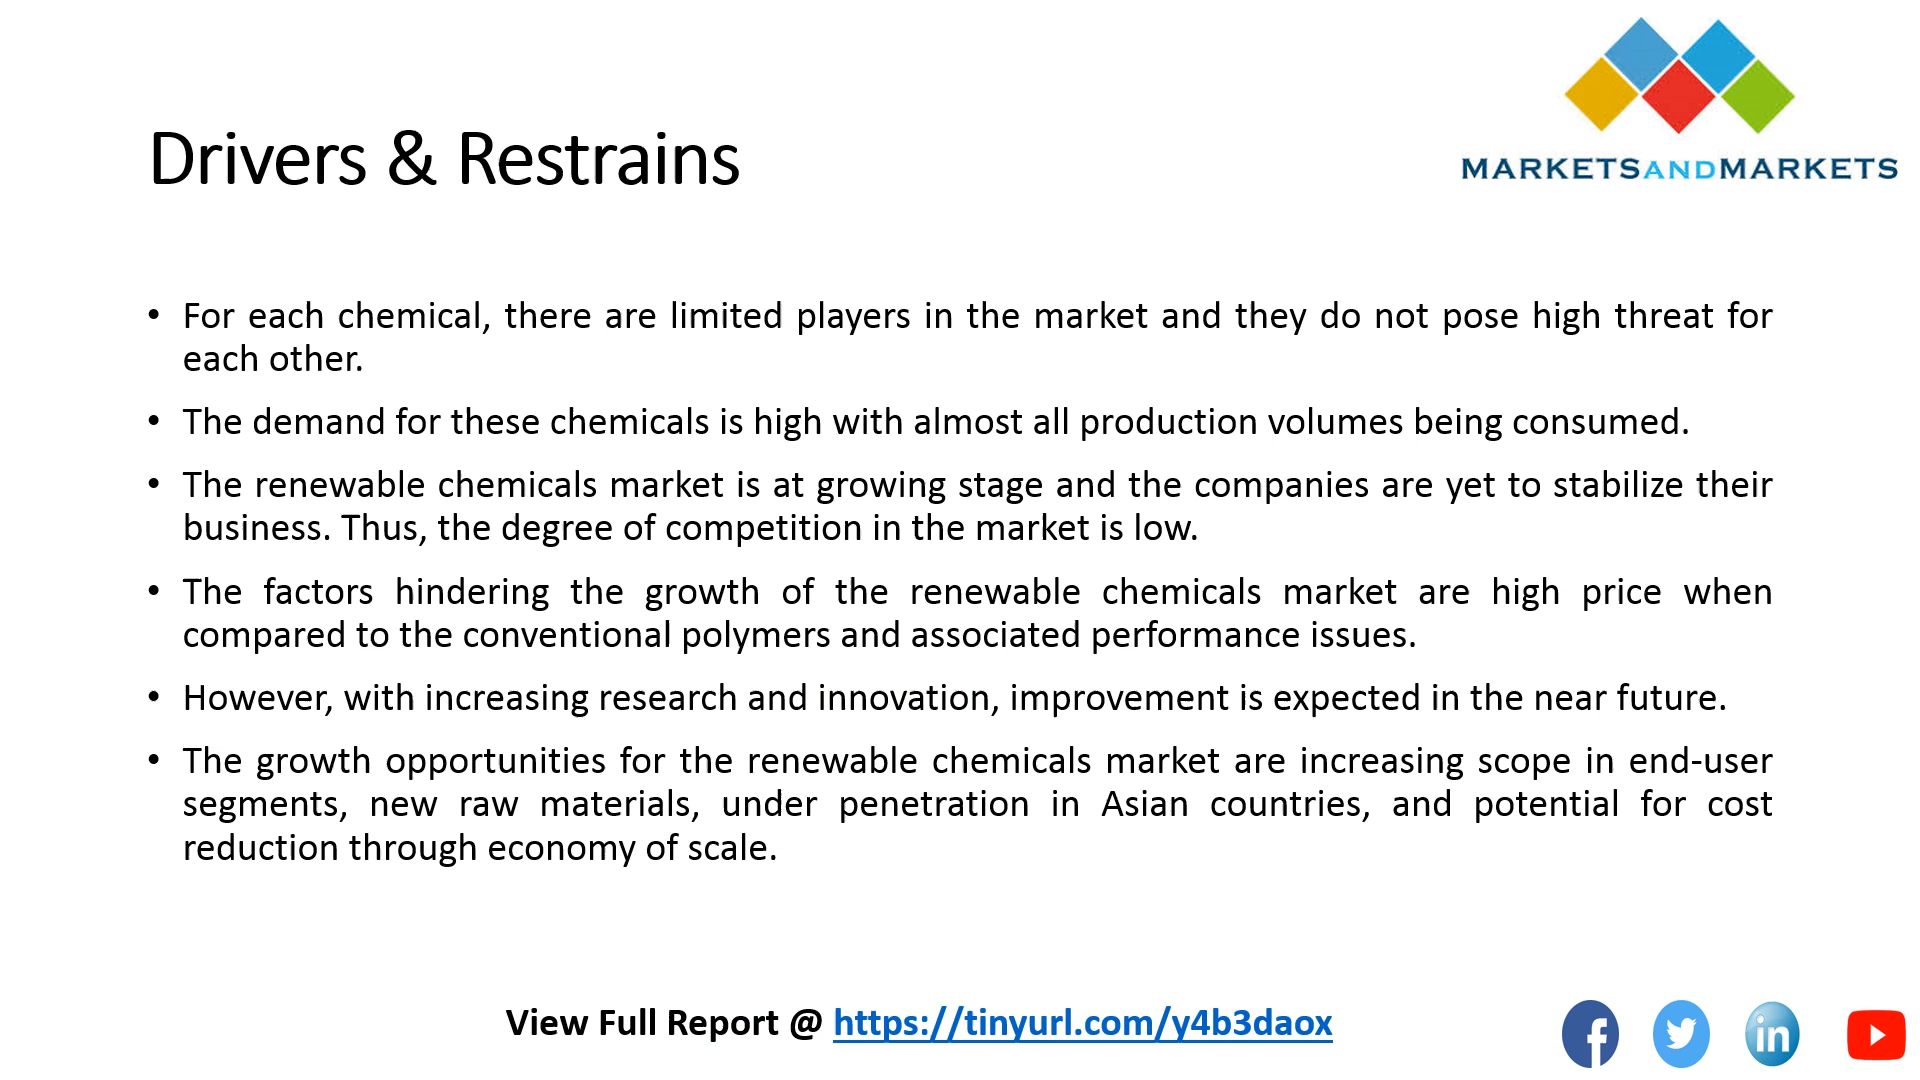 MARKETSANDMARKETS
Drivers & Restrains
• For each chemical, there are limited players in the market and they do not pose high threat for
each other.
• The demand for these chemicals is high with almost all production volumes being consumed.
• The renewable chemicals market is at growing stage and the companies are yet to stabilize their
business. Thus, the degree of competition in the market is low.
• The factors hindering the growth of the renewable chemicals market are high price when
compared to the conventional polymers and associated performance issues.
• However, with increasing research and innovation, improvement is expected in the near future.
• The growth opportunities for the renewable chemicals market are increasing scope in end-user
segments, new raw materials, under penetration in Asian countries, and potential for cost
reduction through economy of scale.
View Full Report @ https://tinyurl.com/y4b3daox
f in